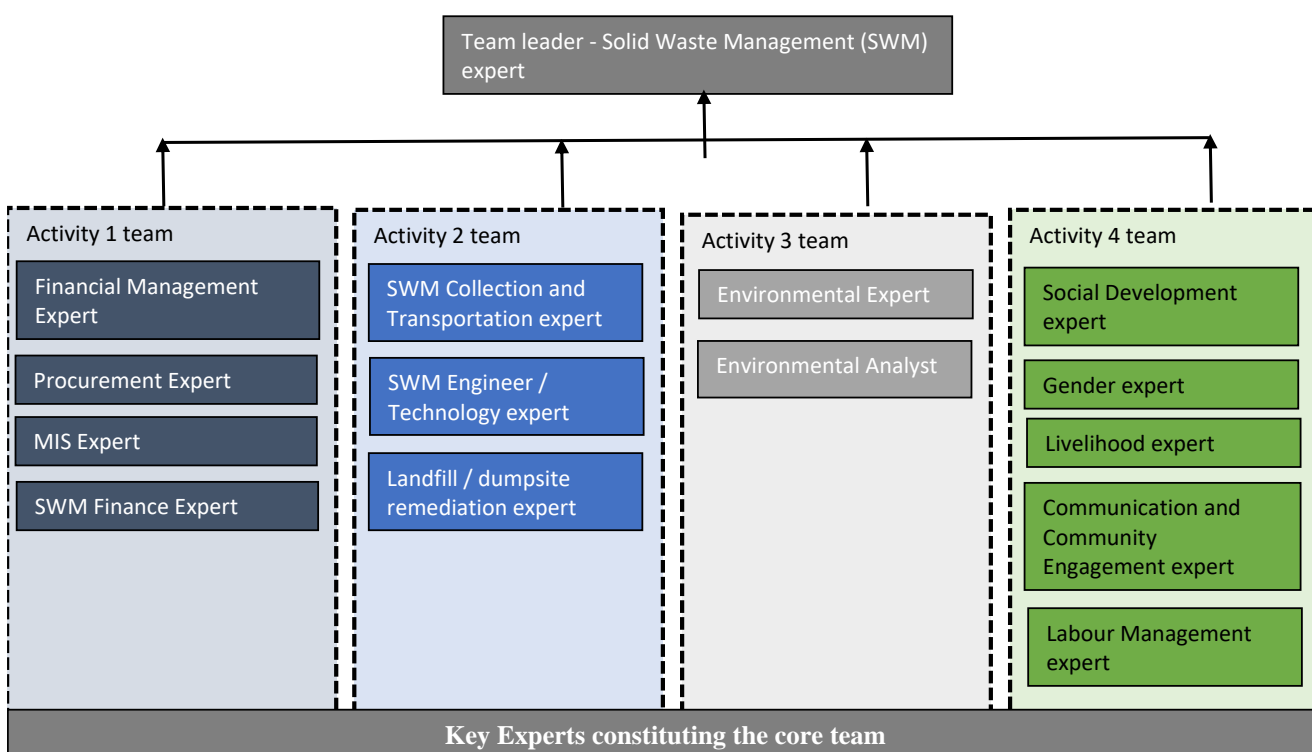 Team leader - Solid Waste Management (SWM)
expert
Activity 1 team
Financial Management
Expert
Procurement Expert
MIS Expert
SWM Finance Expert
Activity 2 team
SWM Collection and
Transportation expert
SWM Engineer /
Technology expert
Landfill / dumpsite
remediation expert
Activity 3 team
Environmental Expert
Environmental Analyst
Activity 4 team
Social Development
expert
Gender expert
Livelihood expert
Communication and
Community
Engagement expert
Labour Management
expert
Key Experts constituting the core team